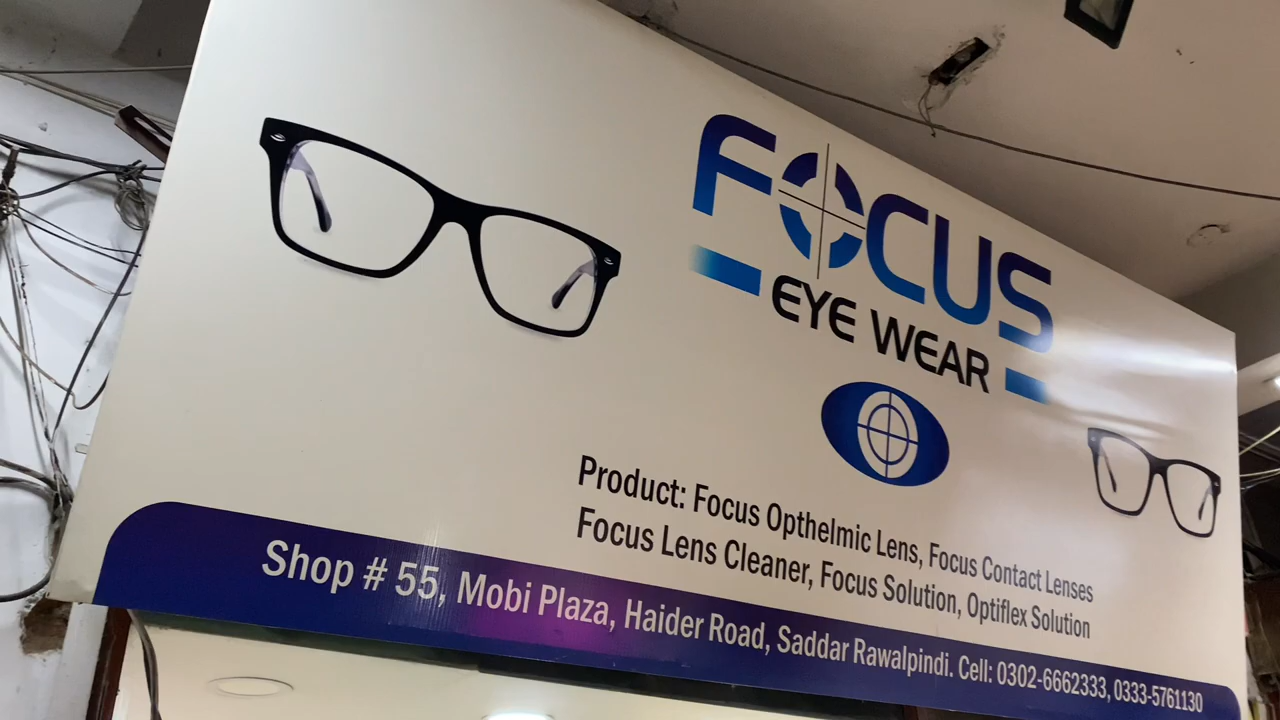 FOCUS
EYE WEAR
Product: Focus Opthelmic Lens, Focus Contact Lenses
Focus Lens Cleaner, Focus Solution, Optiflex Solution
Shop # 55, Mobi Plaza, Haider Road, Saddar Rawalpindi. Cell: 0302-6662333, 0333-5761130